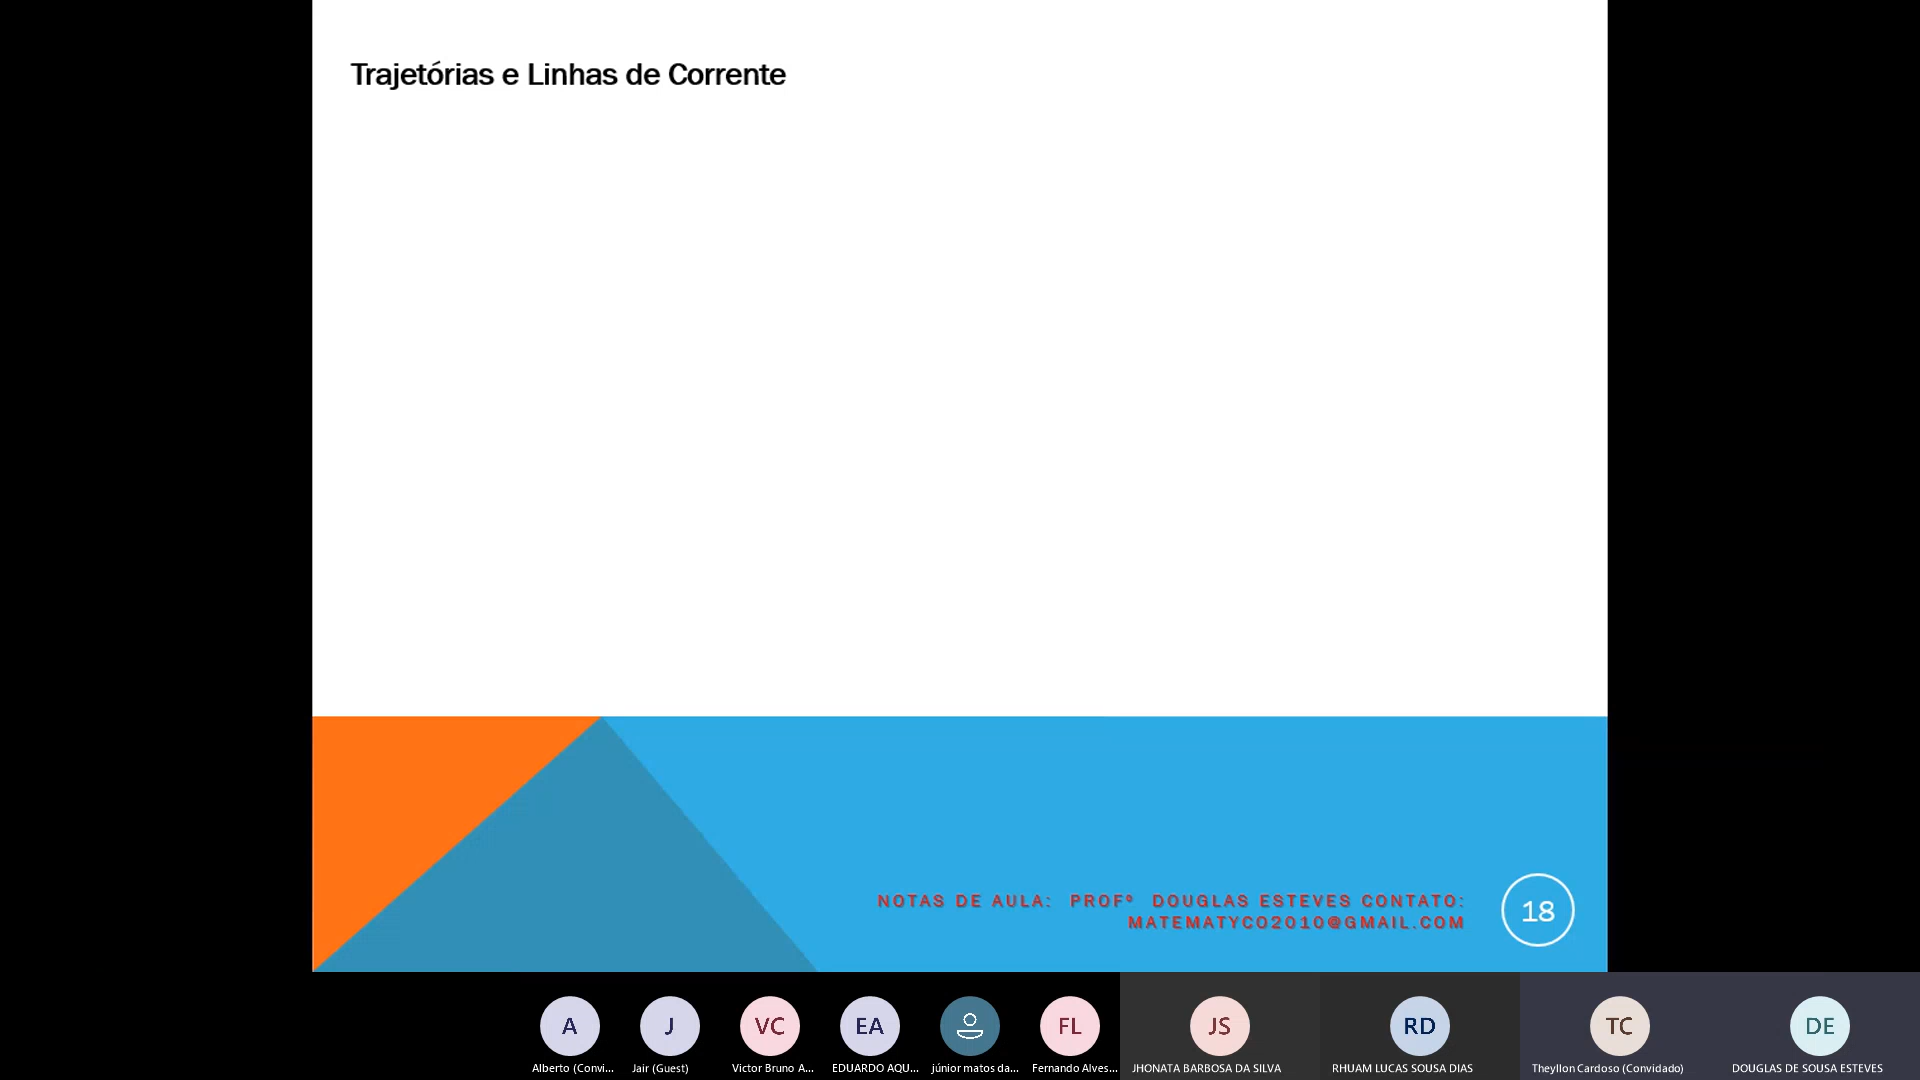 Trajetórias e Linhas de Corrente
NOTAS DE AULA: PROFº DOUGLAS ESTEVES CONTATO:
MATEMATYCO2010@GMAIL.COM
18
A
J
VC
EA
FL
JS
RD
TC
DE
Alberto (Convi...
Jair (Guest)
Victor Bruno A...
EDUARDO AQU...
júnior matos da...
Fernando Alves...
JHONATA BARBOSA DA SILVA
RHUAM LUCAS SOUSA DIAS
Theyllon Cardoso (Convidado)
DOUGLAS DE SOUSA ESTEVES